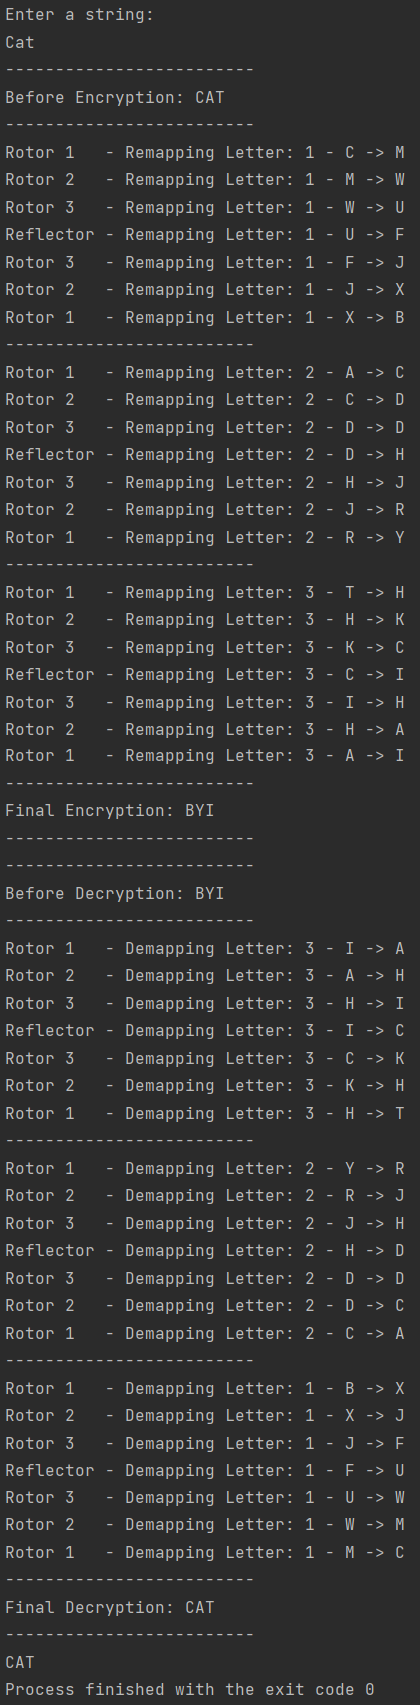 Enter a string:
Cat
-------------------------
Before Encryption: CAT
-------------------------
Rotor 1   - Remapping Letter: 1 - C -> M
Rotor 2   - Remapping Letter: 1 - M -> W
Rotor 3   - Remapping Letter: 1 - W -> U
Reflector - Remapping Letter: 1 - U -> F
Rotor 3   - Remapping Letter: 1 - F -> J
Rotor 2   - Remapping Letter: 1 - J -> X
Rotor 1   - Remapping Letter: 1 - X -> B
-------------------------
Rotor 1   - Remapping Letter: 2 - A -> C
Rotor 2   - Remapping Letter: 2 - C -> D
Rotor 3   - Remapping Letter: 2 - D -> D
Reflector - Remapping Letter: 2 - D -> H
Rotor 3   - Remapping Letter: 2 - H -> J
Rotor 2   - Remapping Letter: 2 - J -> R
Rotor 1   - Remapping Letter: 2 - R -> Y
-------------------------
Rotor 1   - Remapping Letter: 3 - T -> H
Rotor 2   - Remapping Letter: 3 - H -> K
Rotor 3   - Remapping Letter: 3 - K -> C
Reflector - Remapping Letter: 3 - C -> I
Rotor 3   - Remapping Letter: 3 - I -> H
Rotor 2   - Remapping Letter: 3 - H -> A
Rotor 1   - Remapping Letter: 3 - A -> I
-------------------------
Final Encryption: BYI
-------------------------
-------------------------
Before Decryption: BYI
-------------------------
Rotor 1   - Demapping Letter: 3 - I -> A
Rotor 2   - Demapping Letter: 3 - A -> H
Rotor 3   - Demapping Letter: 3 - H -> I
Reflector - Demapping Letter: 3 - I -> C
Rotor 3   - Demapping Letter: 3 - C -> K
Rotor 2   - Demapping Letter: 3 - K -> H
Rotor 1   - Demapping Letter: 3 - H -> T
-------------------------
Rotor 1   - Demapping Letter: 2 - Y -> R
Rotor 2   - Demapping Letter: 2 - R -> J
Rotor 3   - Demapping Letter: 2 - J -> H
Reflector - Demapping Letter: 2 - H -> D
Rotor 3   - Demapping Letter: 2 - D -> D
Rotor 2   - Demapping Letter: 2 - D -> C
Rotor 1   - Demapping Letter: 2 - C -> A
-------------------------
Rotor 1   - Demapping Letter: 1 - B -> X
Rotor 2   - Demapping Letter: 1 - X -> J
Rotor 3   - Demapping Letter: 1 - J -> F
Reflector - Demapping Letter: 1 - F -> U
Rotor 3   - Demapping Letter: 1 - U -> W
Rotor 2   - Demapping Letter: 1 - W -> M
Rotor 1   - Demapping Letter: 1 - M -> C
-------------------------
Final Decryption: CAT
-------------------------
CAT
Process finished with the exit code 0